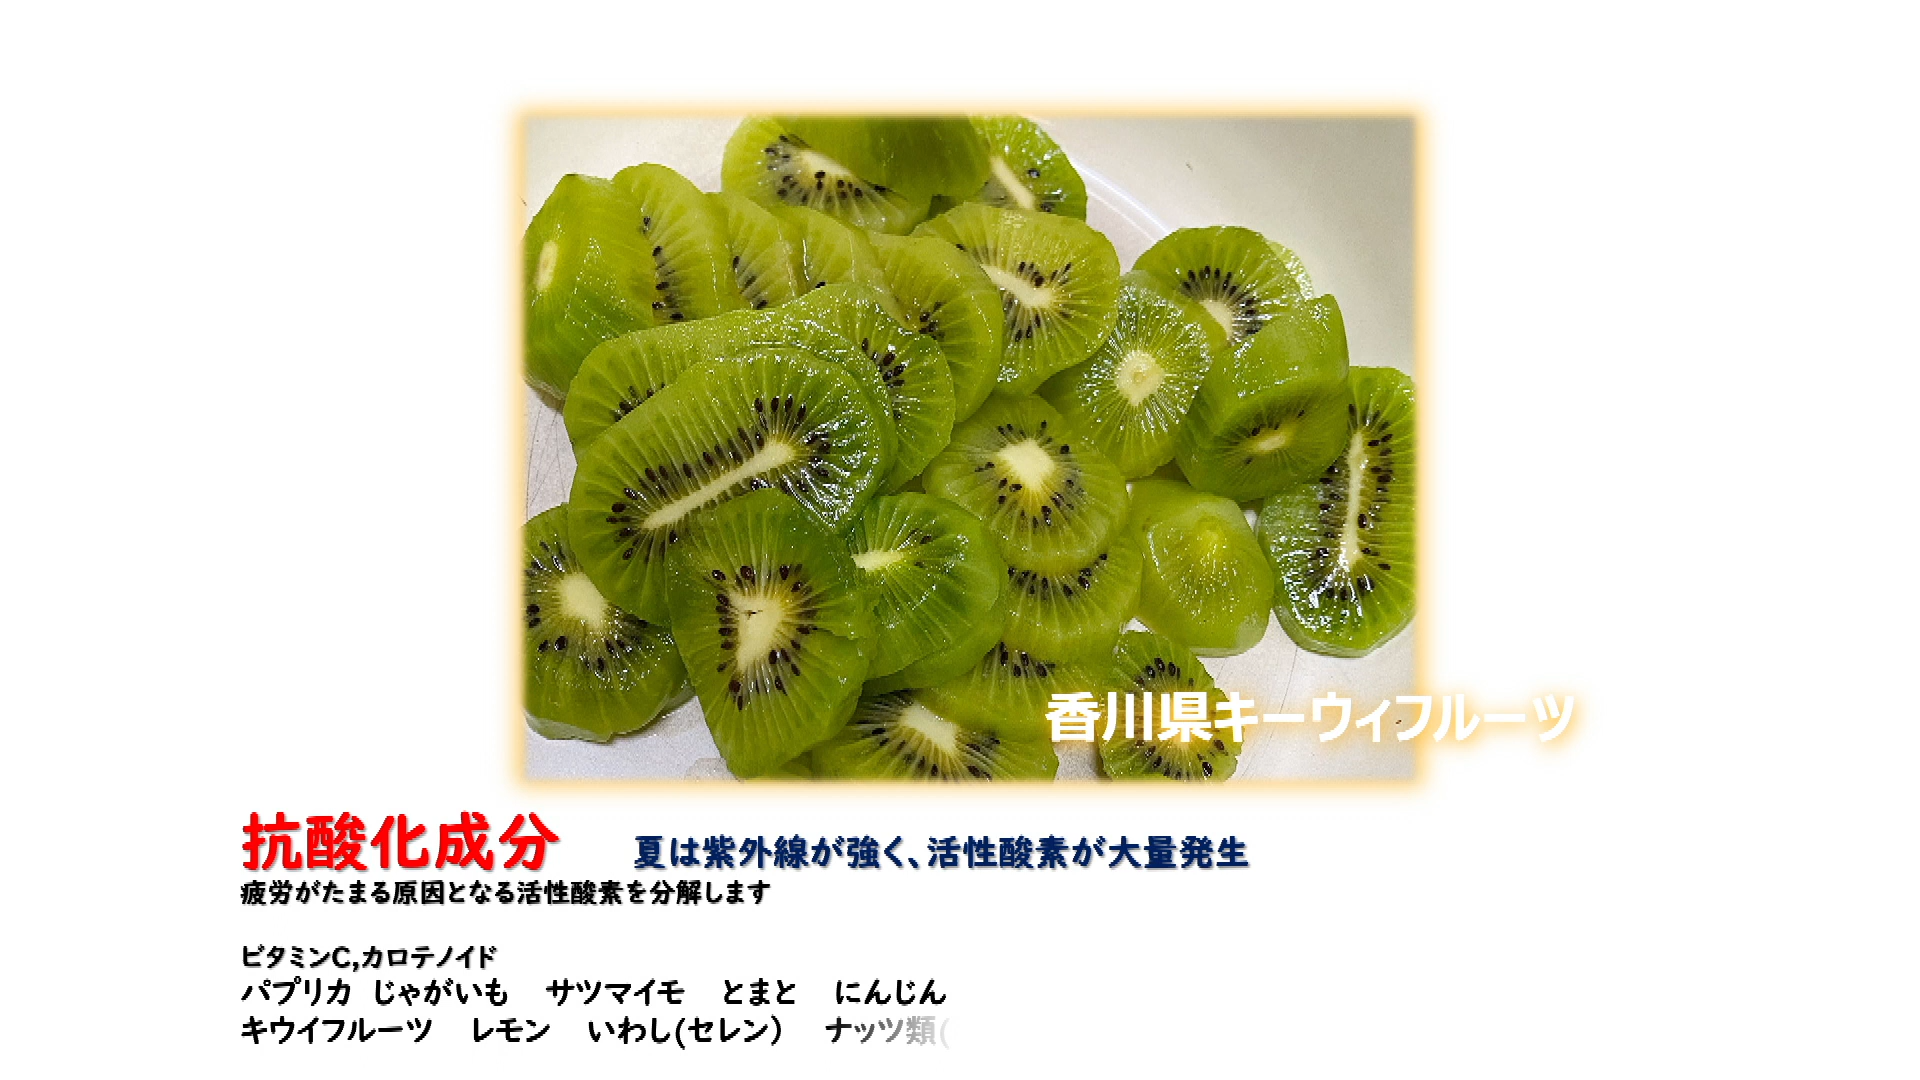 香川県キーウィフルーツ
抗酸化成分　夏は紫外線が強く、活性酸素が大量発生
疲労がたまる原因となる活性酸素を分解します
ビタミンC,カロテノイド
パプリカ じゃがいも サツマイモ とまと にんじん
キウイフルーツ レモン いわし(セレン) ナッツ類(